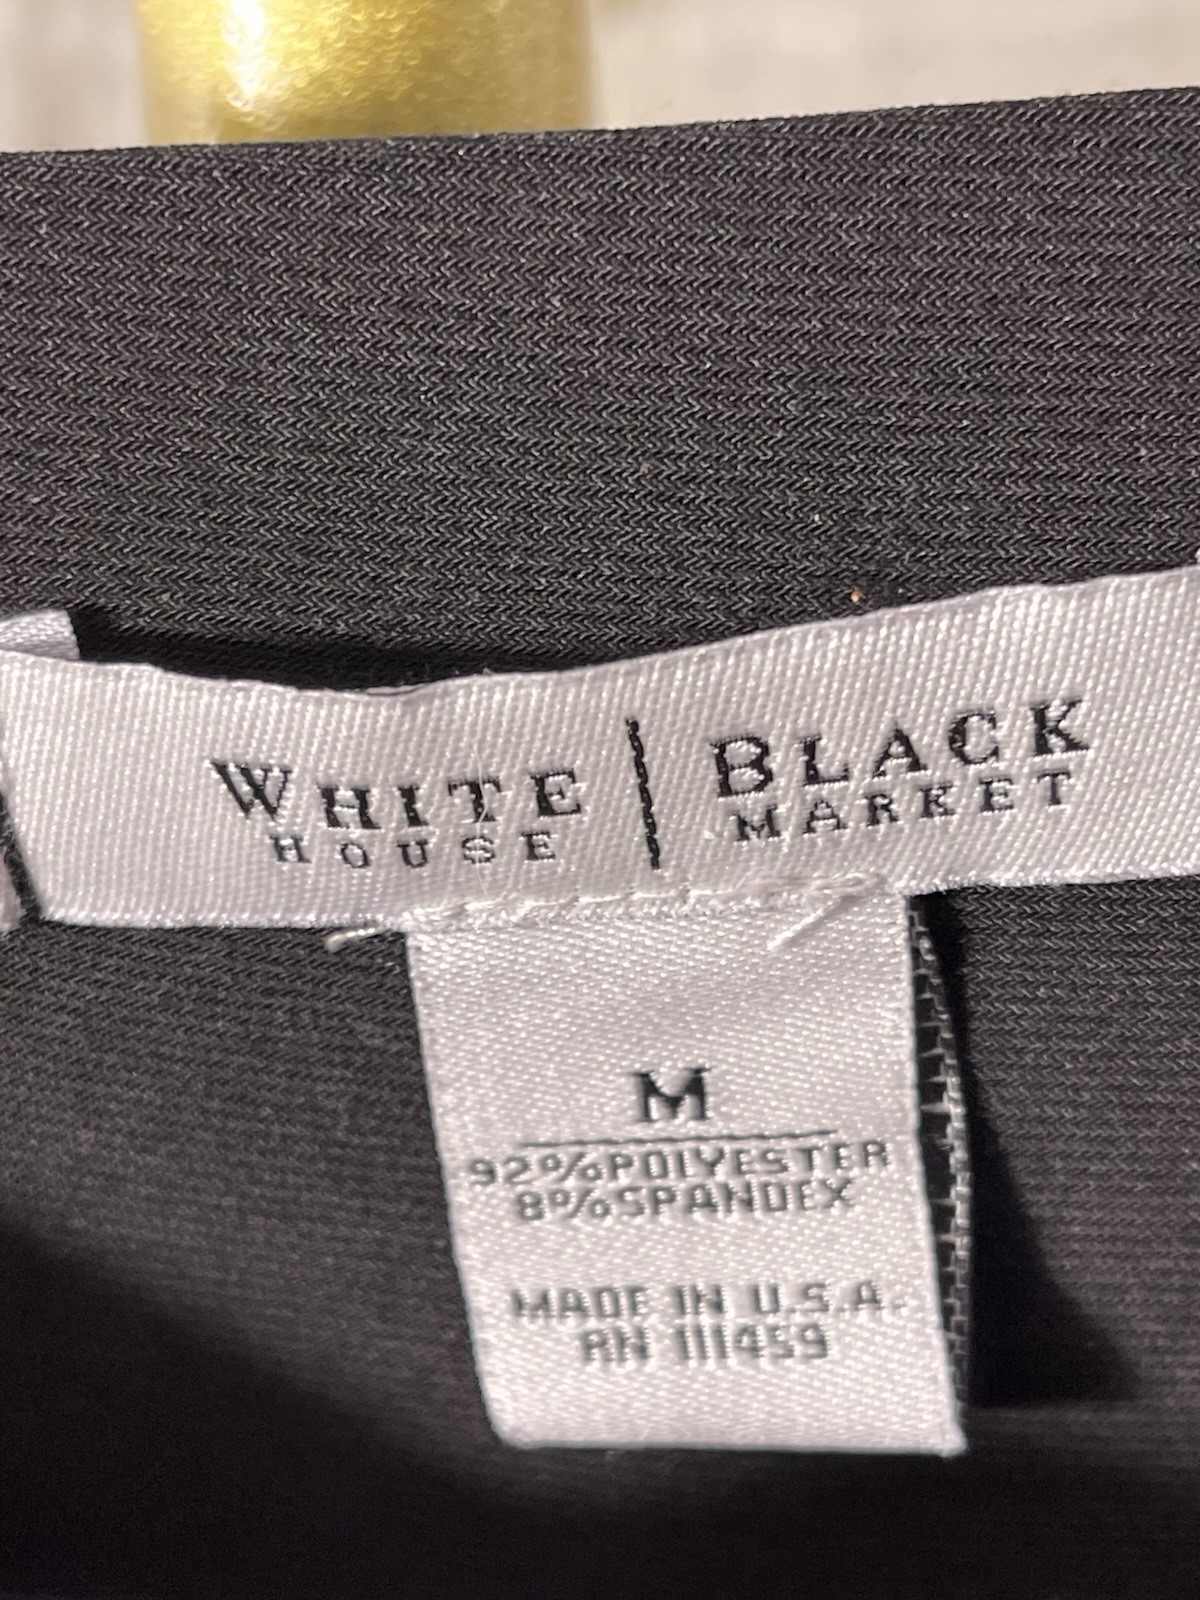 WHITE | BLACK
HOUSE | MARKET
M
92%POLYESTER
8%SPANDEX
MADE IN U.S.A.
RN 111459